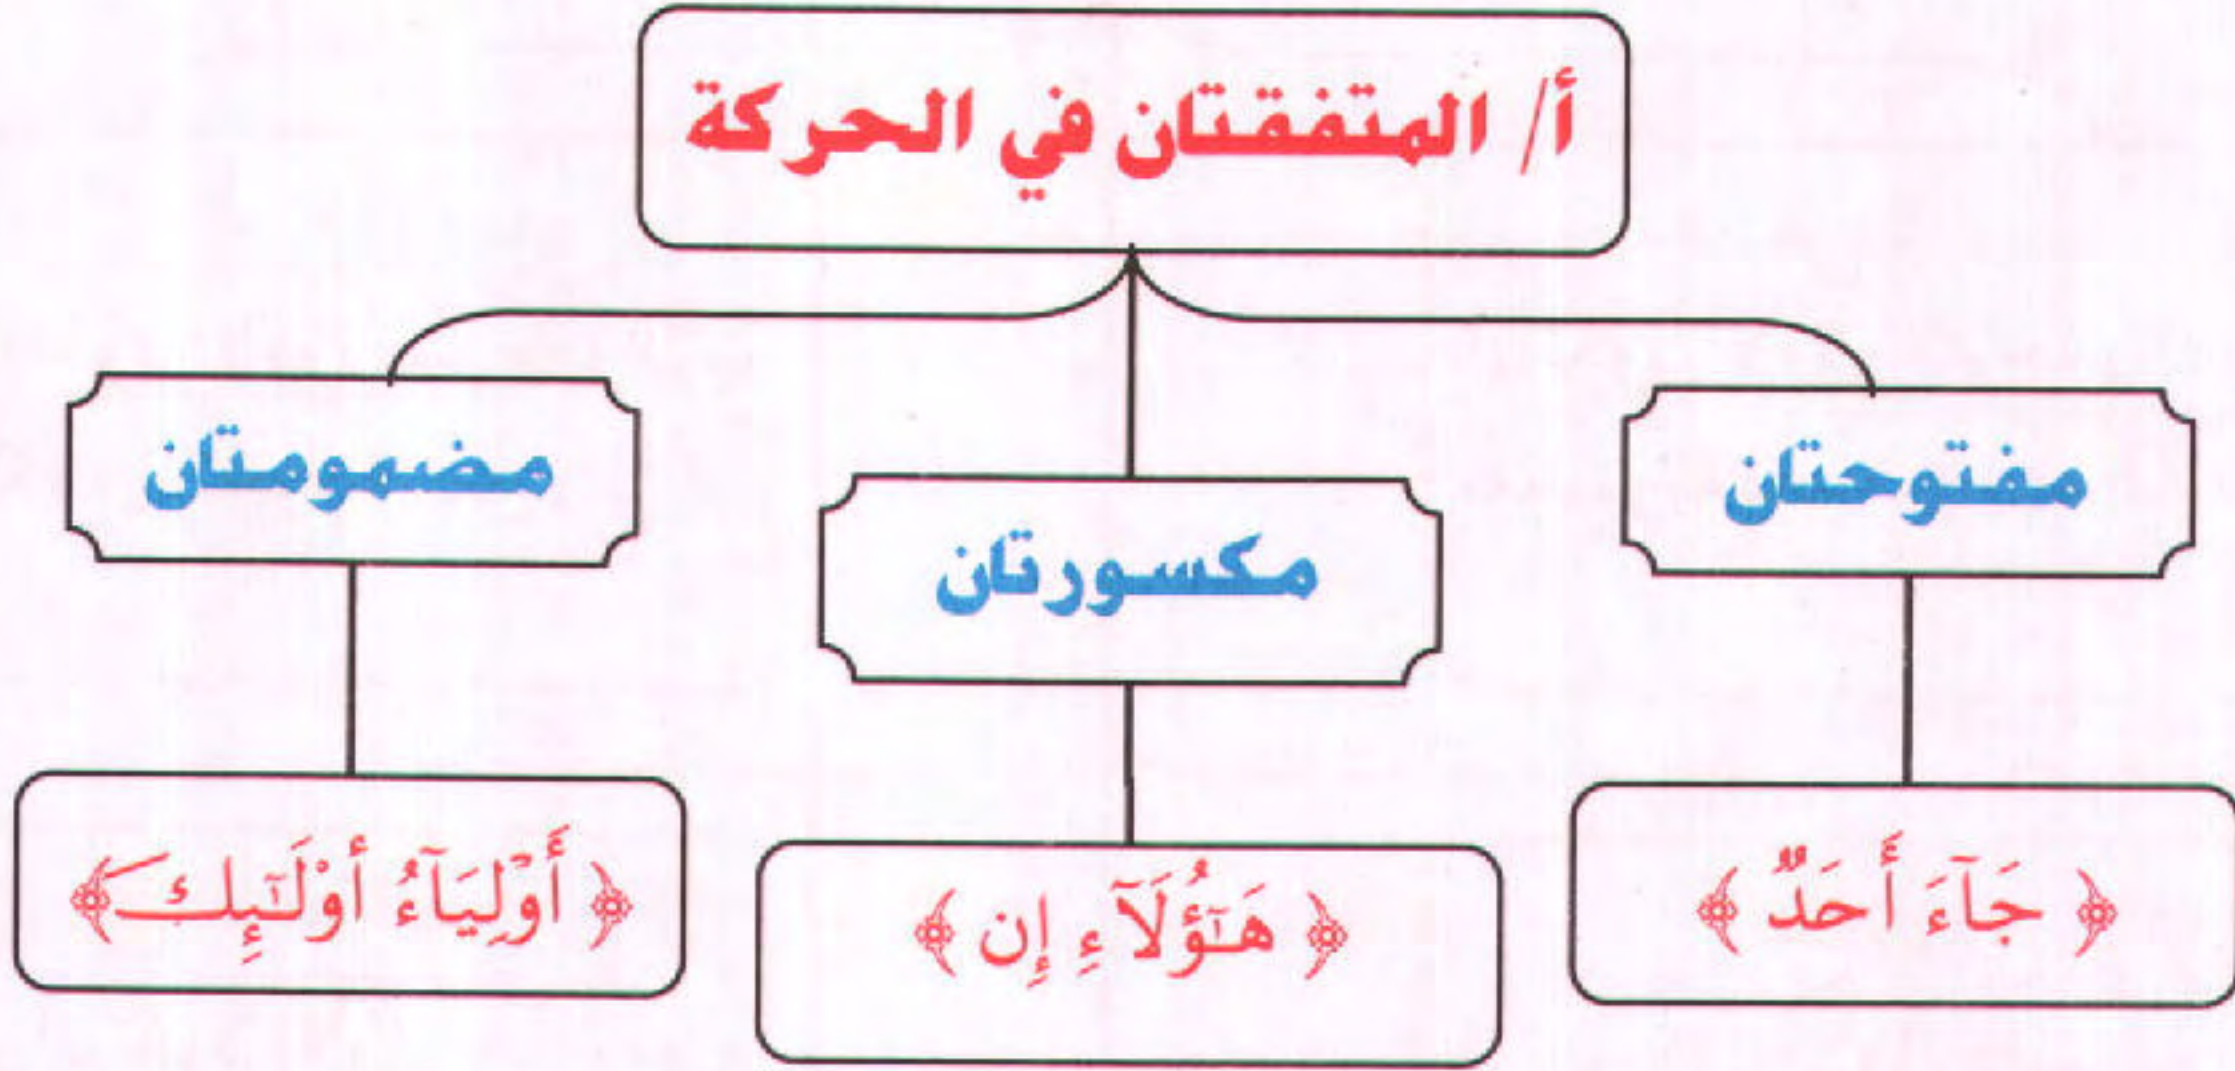 أ/ المتفقتان في الحركة
مفتوحتان
مكسورتان
مضمومتان
﴿ جَآءَ أَحَدٌ ﴾
﴿ هَٰٓؤُلَآءِ إِن ﴾
﴿ أَوْلِيَآءُ أُوْلَٰٓئِكَ ﴾